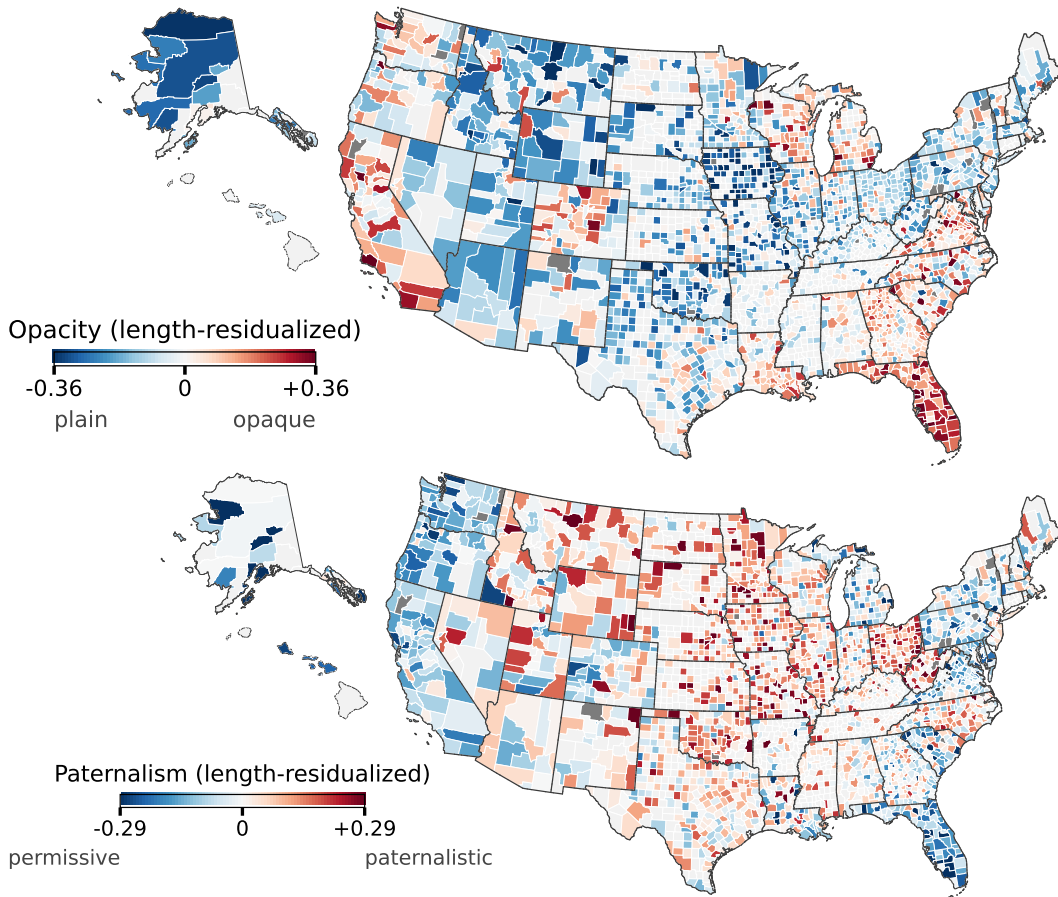 Opacity (length-residualized)
-0.36 0 +0.36
plain opaque
Paternalism (length-residualized)
-0.29 0 +0.29
permissive paternalistic